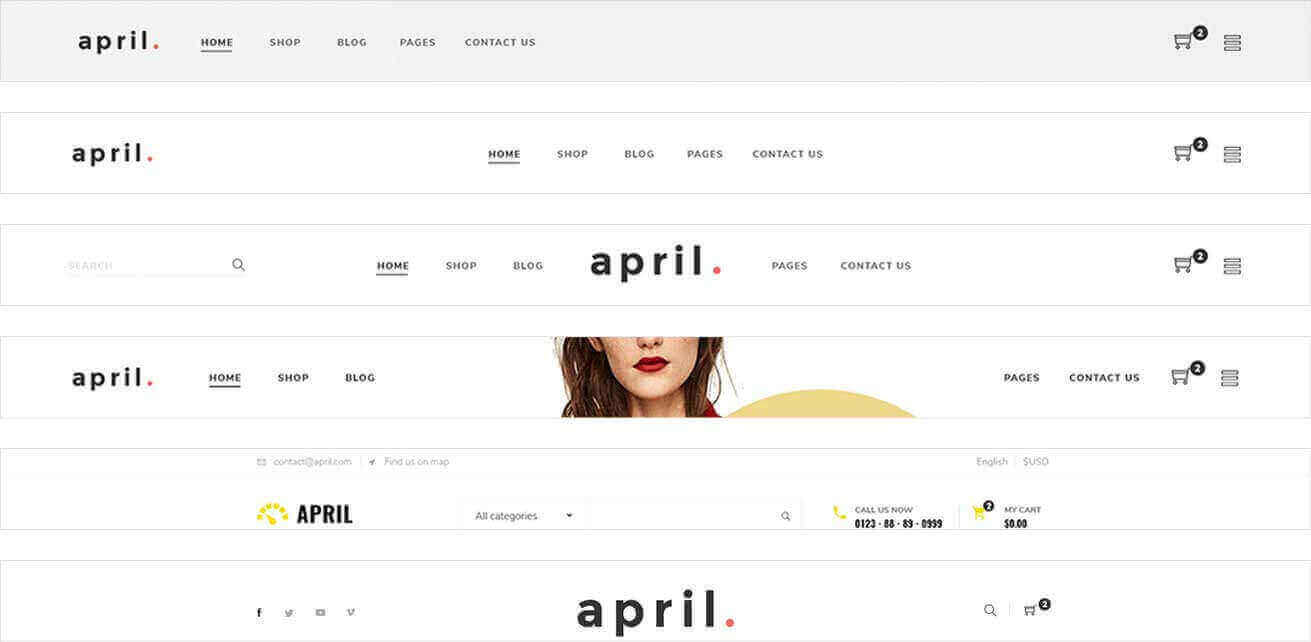 april. HOME SHOP BLOG PAGES CONTACT US 2
april. HOME SHOP BLOG PAGES CONTACT US 2
SEARCH HOME SHOP BLOG april. PAGES CONTACT US 2
april. HOME SHOP BLOG PAGES CONTACT US 2
contact@april.com Find us on map English $USD
APRIL All categories CALL US NOW 2 MY CART
0123 - 88 - 89 - 0999 $0.00
f april. 2